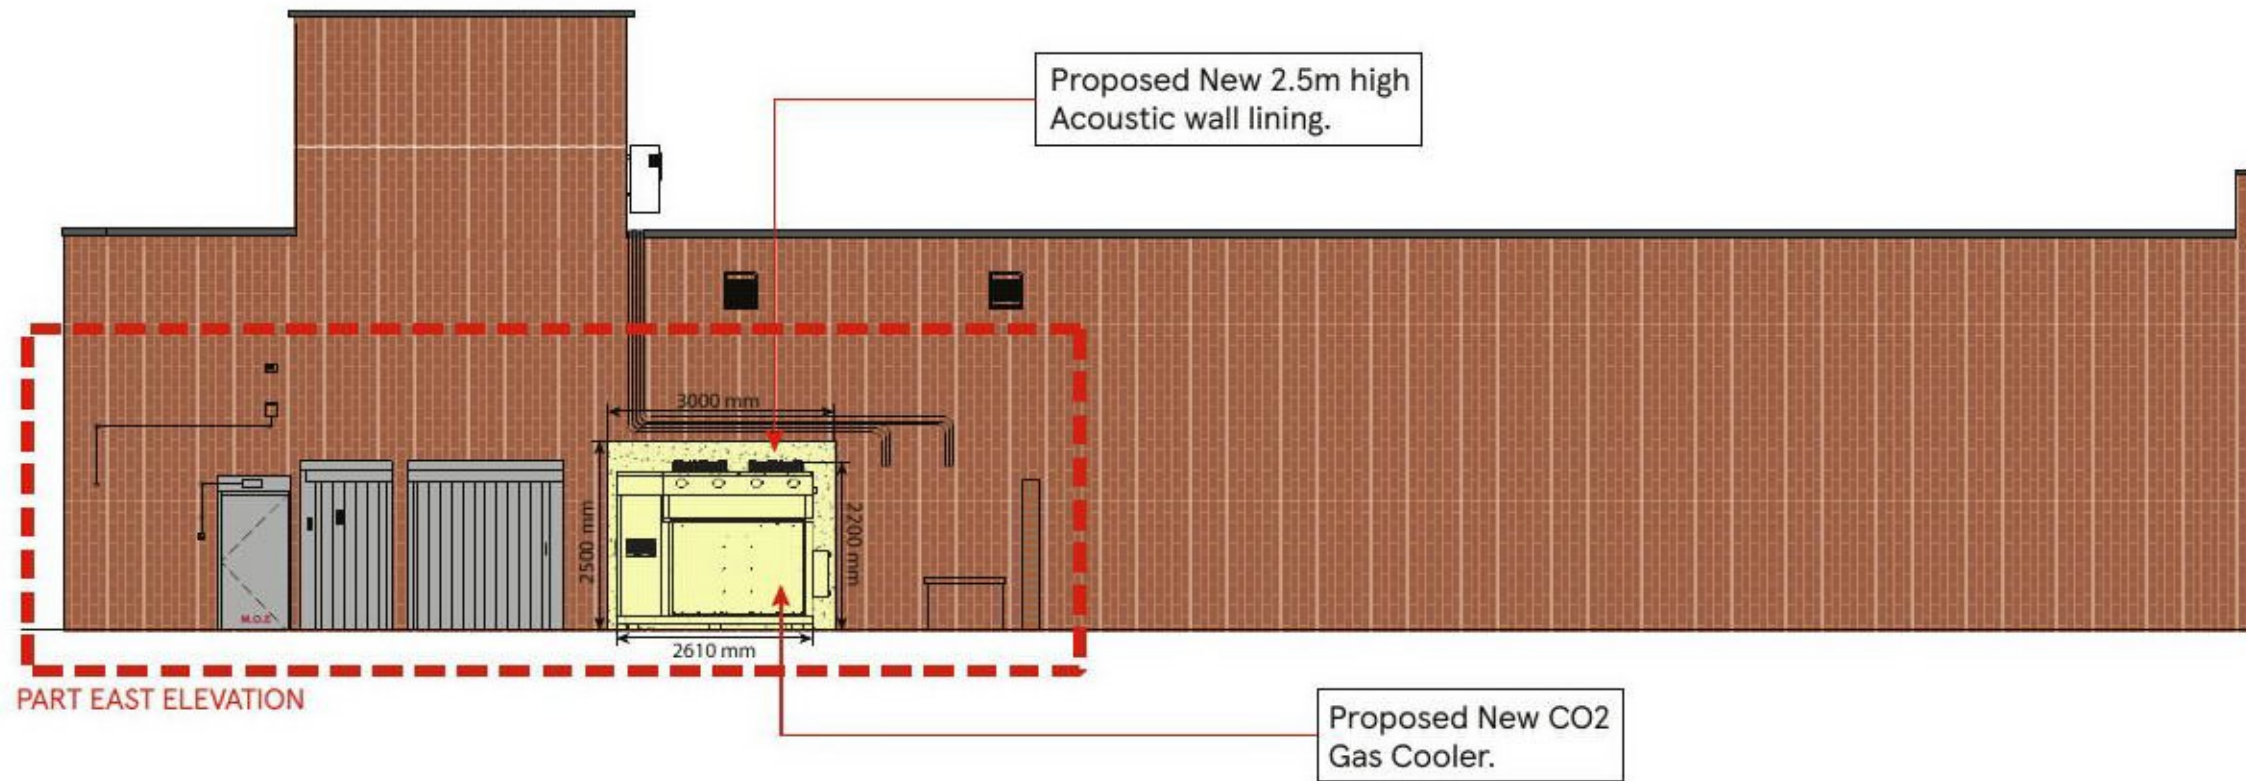 Proposed New 2.5m high
Acoustic wall lining.
3000 mm
2500 mm
2200 mm
M.O.E
2610 mm
PART EAST ELEVATION
Proposed New CO2
Gas Cooler.